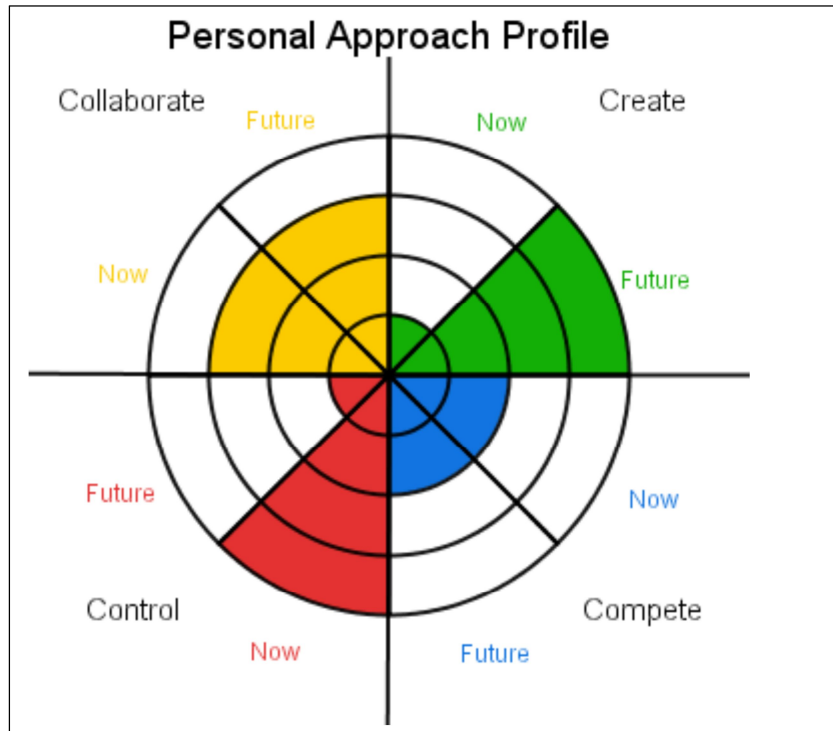 Personal Approach Profile
Collaborate
Create
Future
Now
Now
Future
Future
Now
Control
Compete
Now
Future